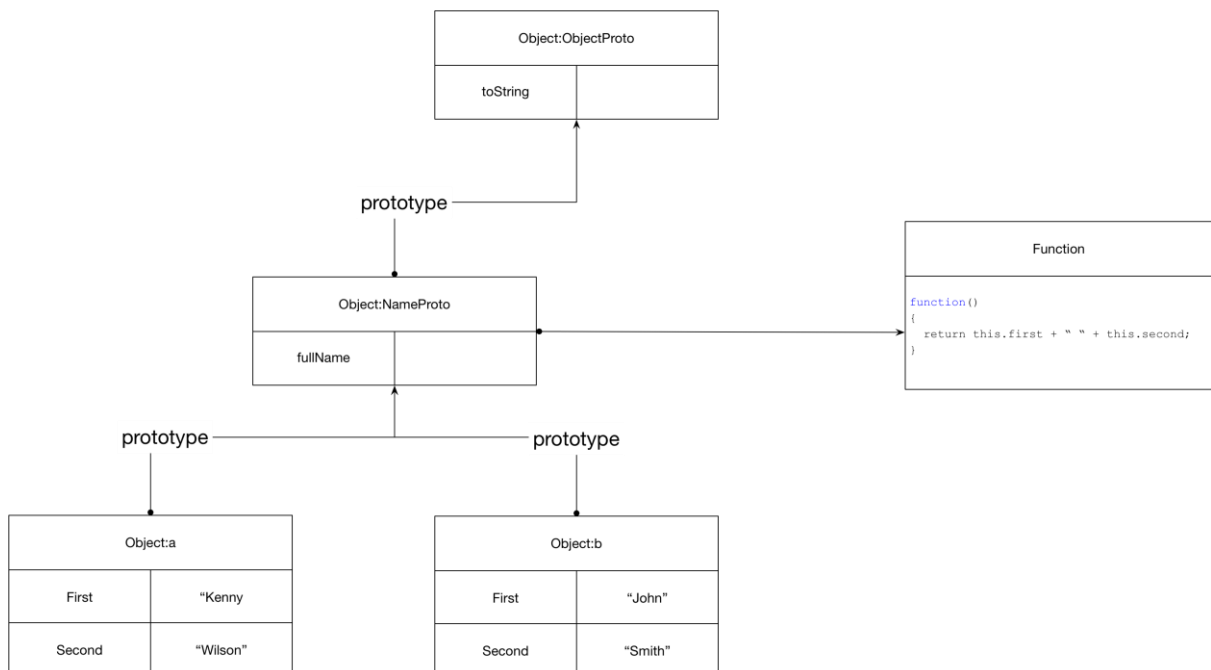 Object:ObjectProto
toString
prototype
Function
Object:NameProto
function()
{
return this.first + “ “ + this.second;
}
fullName
prototype
prototype
Object:a
Object:b
First
“Kenny
First
“John”
Second
“Wilson”
Second
“Smith”